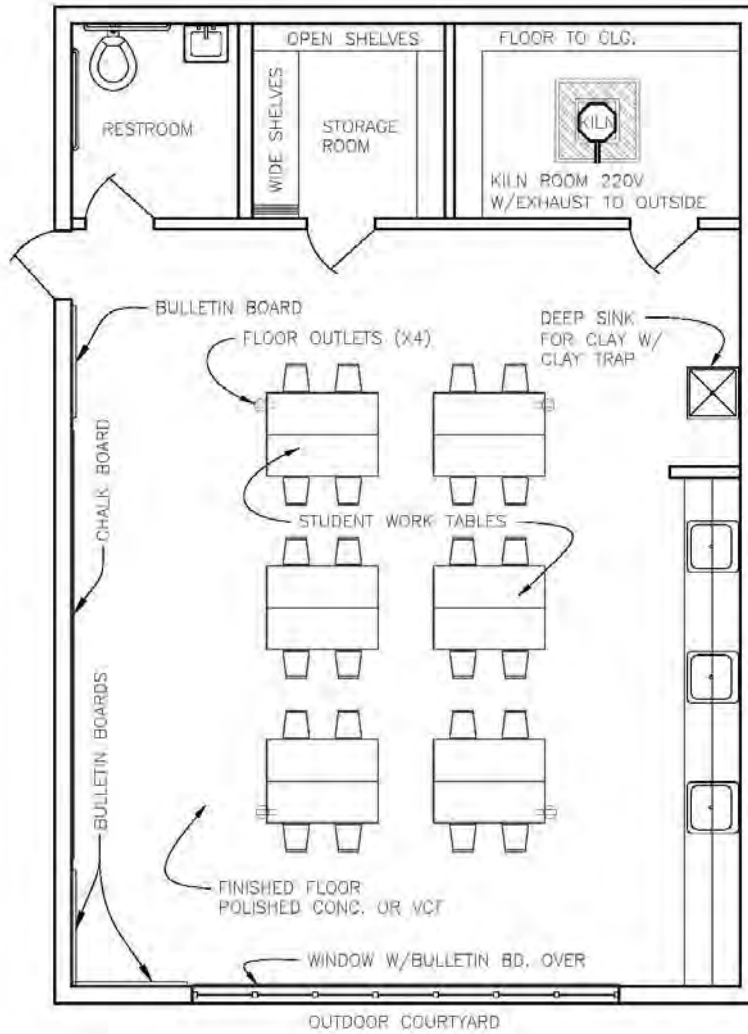 OPEN SHELVES
FLOOR TO CLG.
RESTROOM
WIDE SHELVES
STORAGE
ROOM
KILN
KILN ROOM 220V
W/EXHAUST TO OUTSIDE
BULLETIN BOARD
FLOOR OUTLETS (X4)
DEEP SINK
FOR CLAY W/
CLAY TRAP
CHALK BOARD
STUDENT WORK TABLES
BULLETIN BOARDS
FINISHED FLOOR
POLISHED CONC. OR VCT
WINDOW W/BULLETIN BD. OVER
OUTDOOR COURTYARD